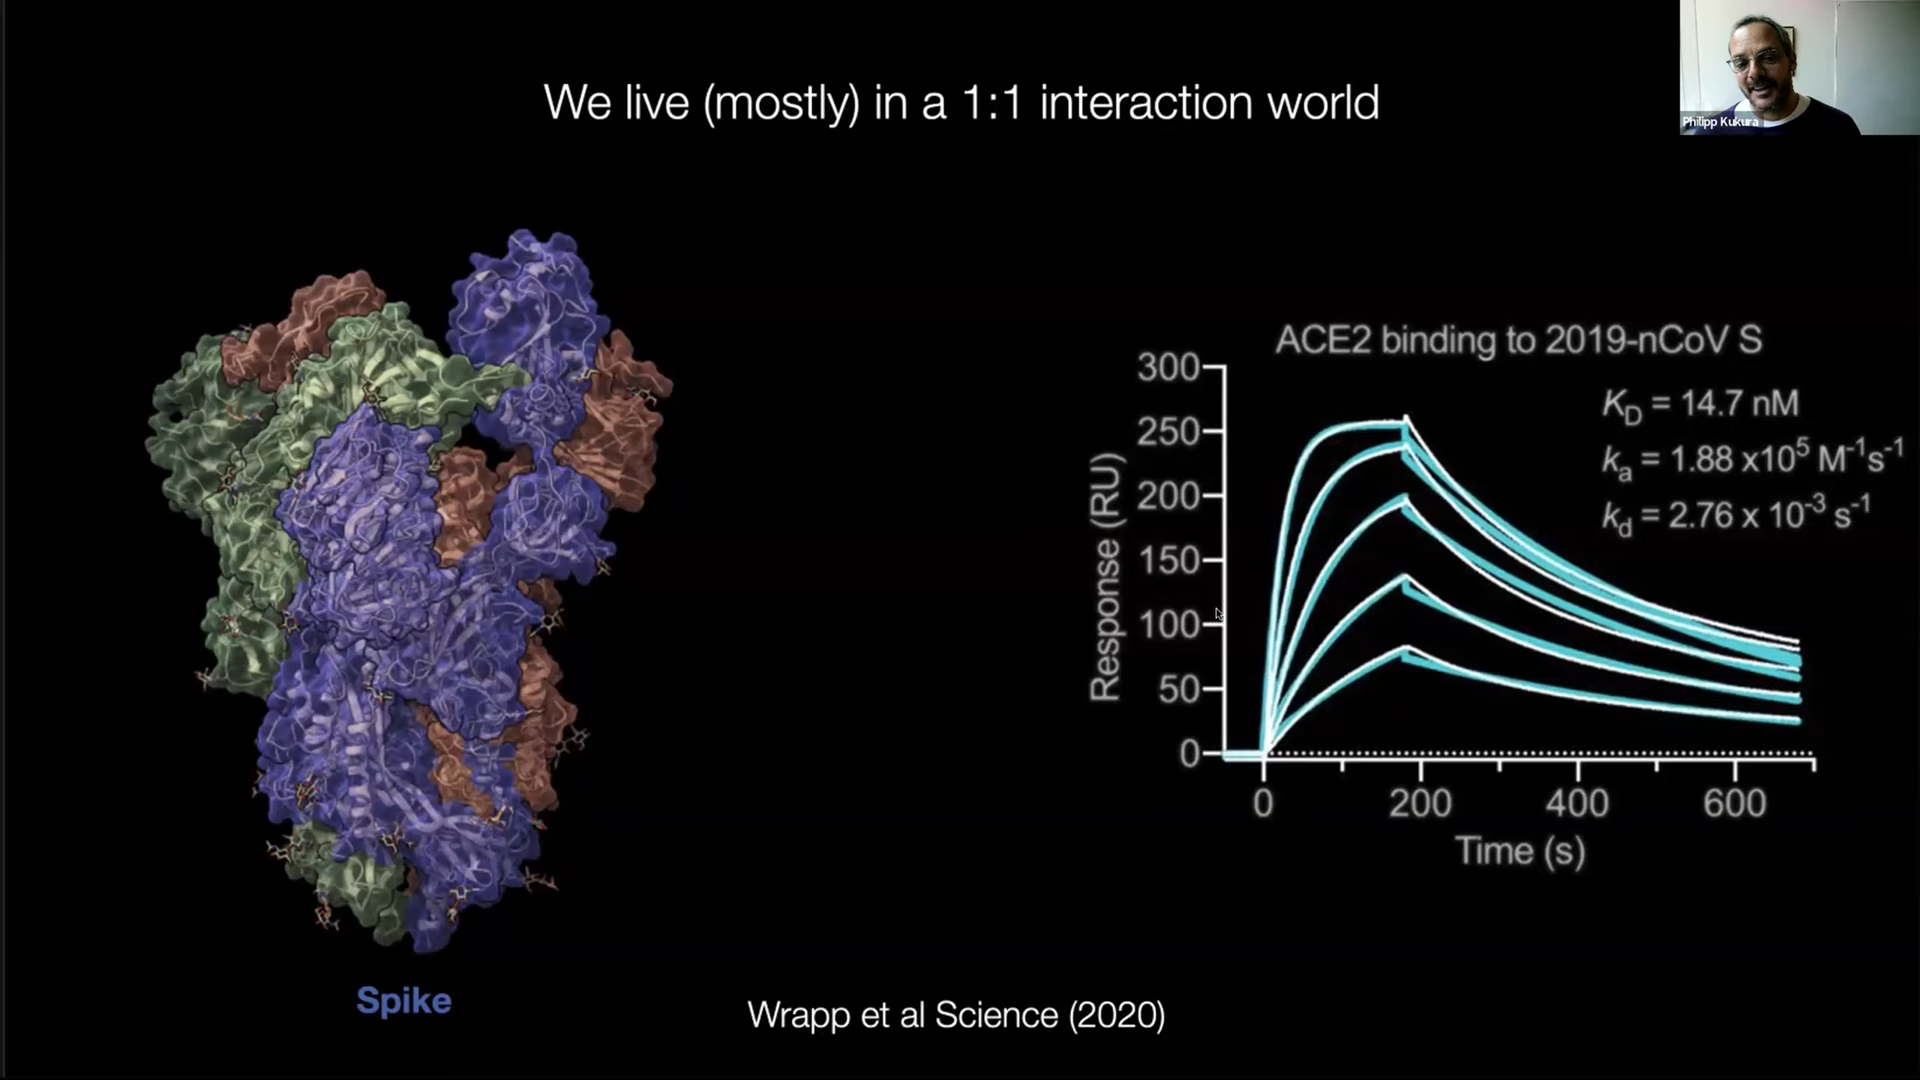 We live (mostly) in a 1:1 interaction world
Philipp Kukura
ACE2 binding to 2019-nCoV S
K_D = 14.7 nM
k_a = 1.88 x10^5 M^-1s^-1
k_d = 2.76 x 10^-3 s^-1
Response (RU)
300
250
200
150
100
50
0
0 200 400 600
Time (s)
Spike
Wrapp et al Science (2020)